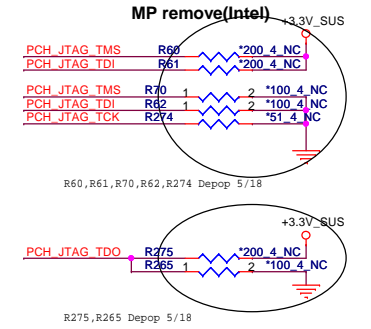 MP remove(Intel)
+3.3V_SUS
PCH_JTAG_TMS R60 *200_4_NC
PCH_JTAG_TDI R61 *200_4_NC
PCH_JTAG_TMS R70 1 2 *100_4_NC
PCH_JTAG_TDI R62 1 2 *100_4_NC
PCH_JTAG_TCK R274 *51_4_NC
R60,R61,R70,R62,R274 Depop 5/18
+3.3V_SUS
PCH_JTAG_TDO R275 *200_4_NC
R265 1 2 *100_4_NC
R275,R265 Depop 5/18